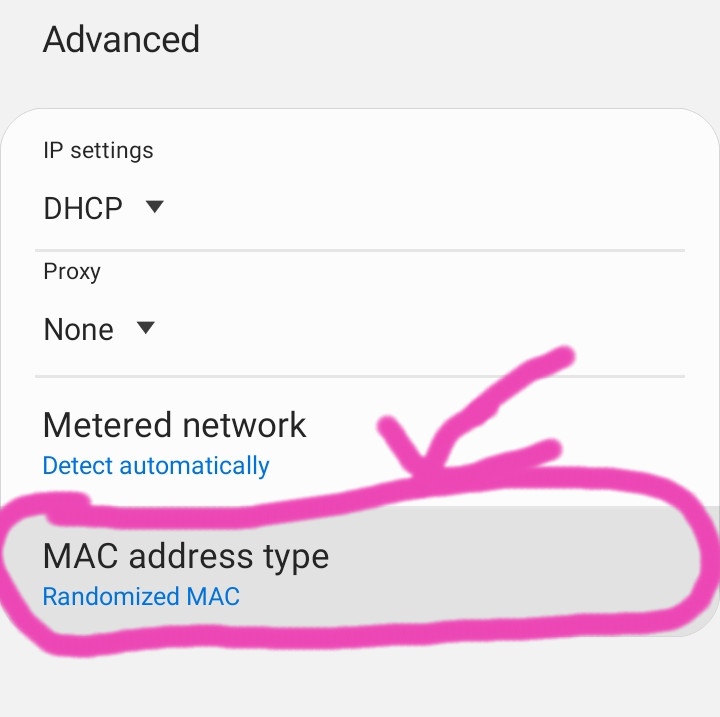 Advanced
IP settings
DHCP
Proxy
None
Metered network
Detect automatically
MAC address type
Randomized MAC